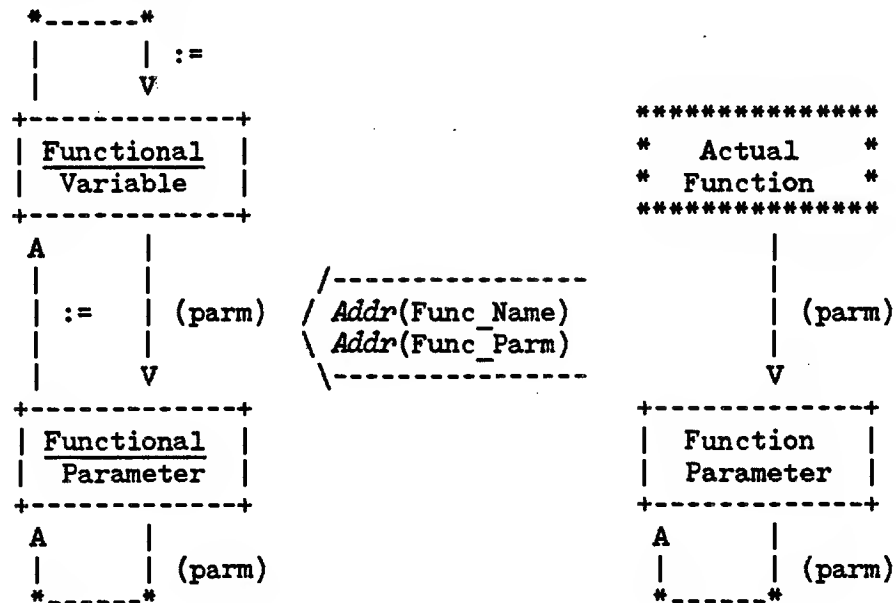 :=
Functional
Variable
Actual
Function
:=
(parm)
Addr(Func_Name)
Addr(Func_Parm)
(parm)
Functional
Parameter
Function
Parameter
(parm)
(parm)